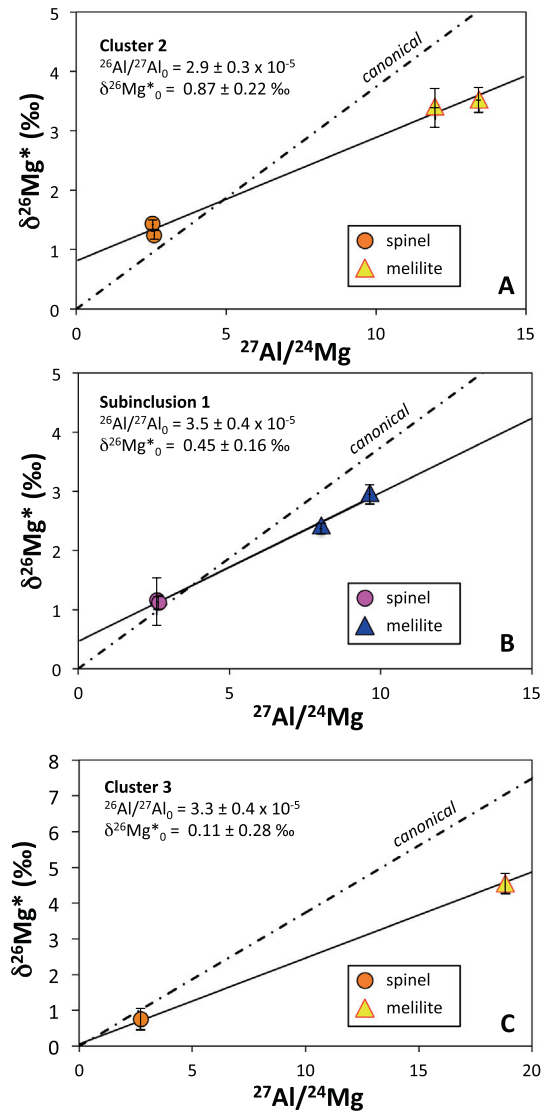 Cluster 2
²⁶Al/²⁷Al₀ = 2.9 ± 0.3 x 10⁻⁵
δ²⁶Mg*₀ = 0.87 ± 0.22 ‰
canonical
δ²⁶Mg* (‰)
5
4
3
2
1
0
spinel
melilite
A
0 5 10 15
²⁷Al/²⁴Mg
Subinclusion 1
²⁶Al/²⁷Al₀ = 3.5 ± 0.4 x 10⁻⁵
δ²⁶Mg*₀ = 0.45 ± 0.16 ‰
canonical
δ²⁶Mg* (‰)
5
4
3
2
1
0
spinel
melilite
B
0 5 10 15
²⁷Al/²⁴Mg
Cluster 3
²⁶Al/²⁷Al₀ = 3.3 ± 0.4 x 10⁻⁵
δ²⁶Mg*₀ = 0.11 ± 0.28 ‰
canonical
δ²⁶Mg* (‰)
8
7
6
5
4
3
2
1
0
spinel
melilite
C
0 5 10 15 20
²⁷Al/²⁴Mg